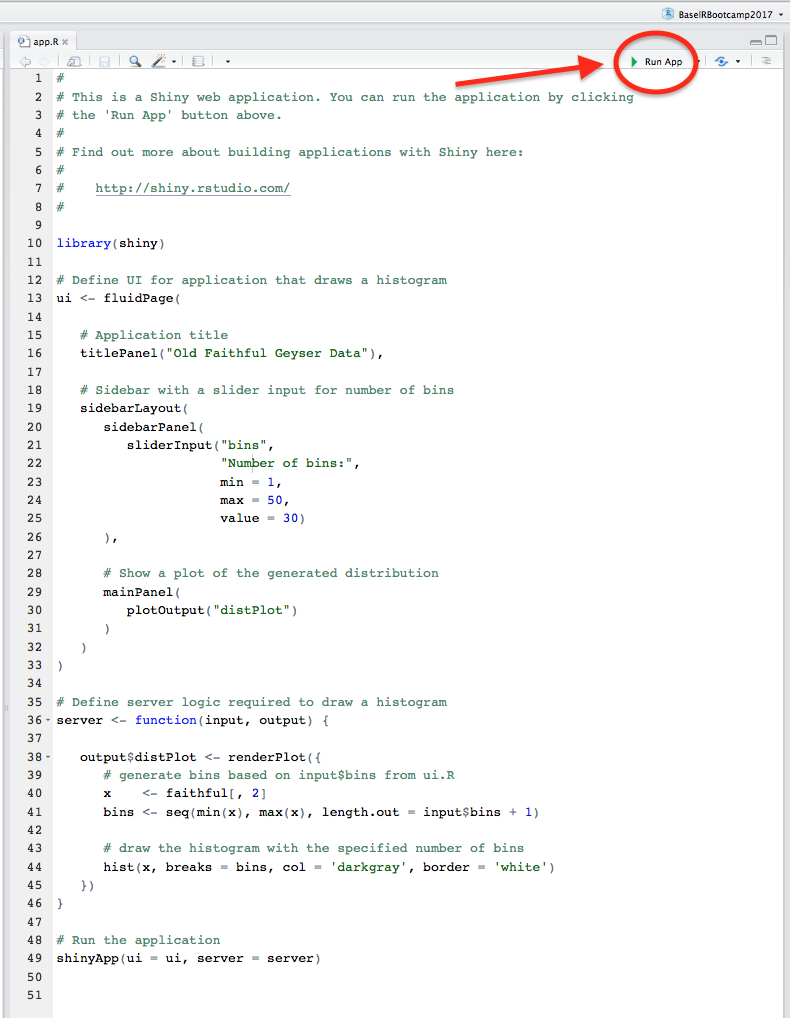 BaselRBootcamp2017
app.R
Run App
1 #
2 # This is a Shiny web application. You can run the application by clicking
3 # the 'Run App' button above.
4 #
5 # Find out more about building applications with Shiny here:
6 #
7 #    http://shiny.rstudio.com/
8 #
9
10 library(shiny)
11
12 # Define UI for application that draws a histogram
13 ui <- fluidPage(
14
15    # Application title
16    titlePanel("Old Faithful Geyser Data"),
17
18    # Sidebar with a slider input for number of bins
19    sidebarLayout(
20       sidebarPanel(
21          sliderInput("bins",
22                      "Number of bins:",
23                      min = 1,
24                      max = 50,
25                      value = 30)
26       ),
27
28       # Show a plot of the generated distribution
29       mainPanel(
30          plotOutput("distPlot")
31       )
32    )
33 )
34
35 # Define server logic required to draw a histogram
36 server <- function(input, output) {
37
38    output$distPlot <- renderPlot({
39       # generate bins based on input$bins from ui.R
40       x    <- faithful[, 2]
41       bins <- seq(min(x), max(x), length.out = input$bins + 1)
42
43       # draw the histogram with the specified number of bins
44       hist(x, breaks = bins, col = 'darkgray', border = 'white')
45    })
46 }
47
48 # Run the application
49 shinyApp(ui = ui, server = server)
50
51